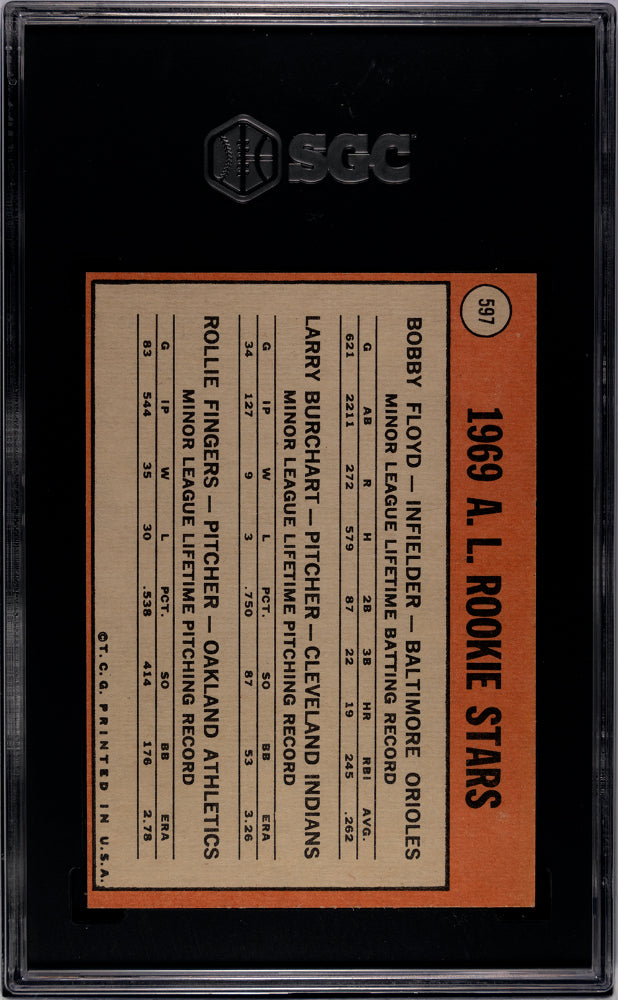 SGC
597
1969 A. L. ROOKIE STARS
BOBBY FLOYD — INFIELDER — BALTIMORE ORIOLES
MINOR LEAGUE LIFETIME BATTING RECORD
G AB R H 2B 3B HR RBI AVG.
621 2211 272 579 87 22 19 245 .262
LARRY BURCHART — PITCHER — CLEVELAND INDIANS
MINOR LEAGUE LIFETIME PITCHING RECORD
G IP W L PCT. SO BB ERA
34 127 9 3 .750 87 53 3.26
ROLLIE FINGERS — PITCHER — OAKLAND ATHLETICS
MINOR LEAGUE LIFETIME PITCHING RECORD
G IP W L PCT. SO BB ERA
83 544 35 30 .538 414 176 2.78
©T.C.G. PRINTED IN U.S.A.